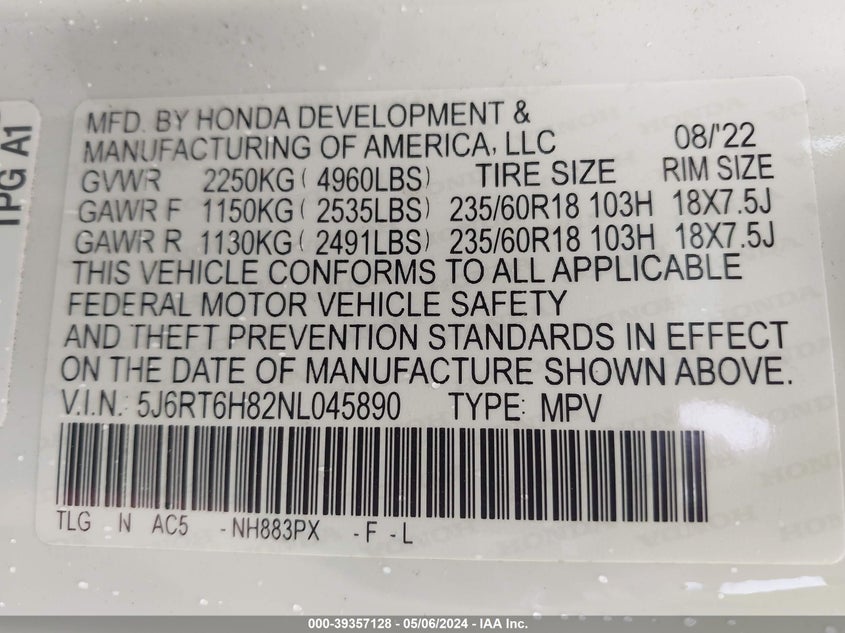 MFD. BY HONDA DEVELOPMENT &
MANUFACTURING OF AMERICA, LLC 08/'22
GVWR 2250KG ( 4960LBS) TIRE SIZE RIM SIZE
GAWR F 1150KG ( 2535LBS) 235/60R18 103H 18X7.5J
GAWR R 1130KG ( 2491LBS) 235/60R18 103H 18X7.5J
THIS VEHICLE CONFORMS TO ALL APPLICABLE
FEDERAL MOTOR VEHICLE SAFETY
AND THEFT PREVENTION STANDARDS IN EFFECT
ON THE DATE OF MANUFACTURE SHOWN ABOVE.
V.I.N.: 5J6RT6H82NL045890 TYPE: MPV
TLG N AC5 -NH883PX -F-L
TPG A1
000-39357128 - 05/06/2024 - IAA Inc.